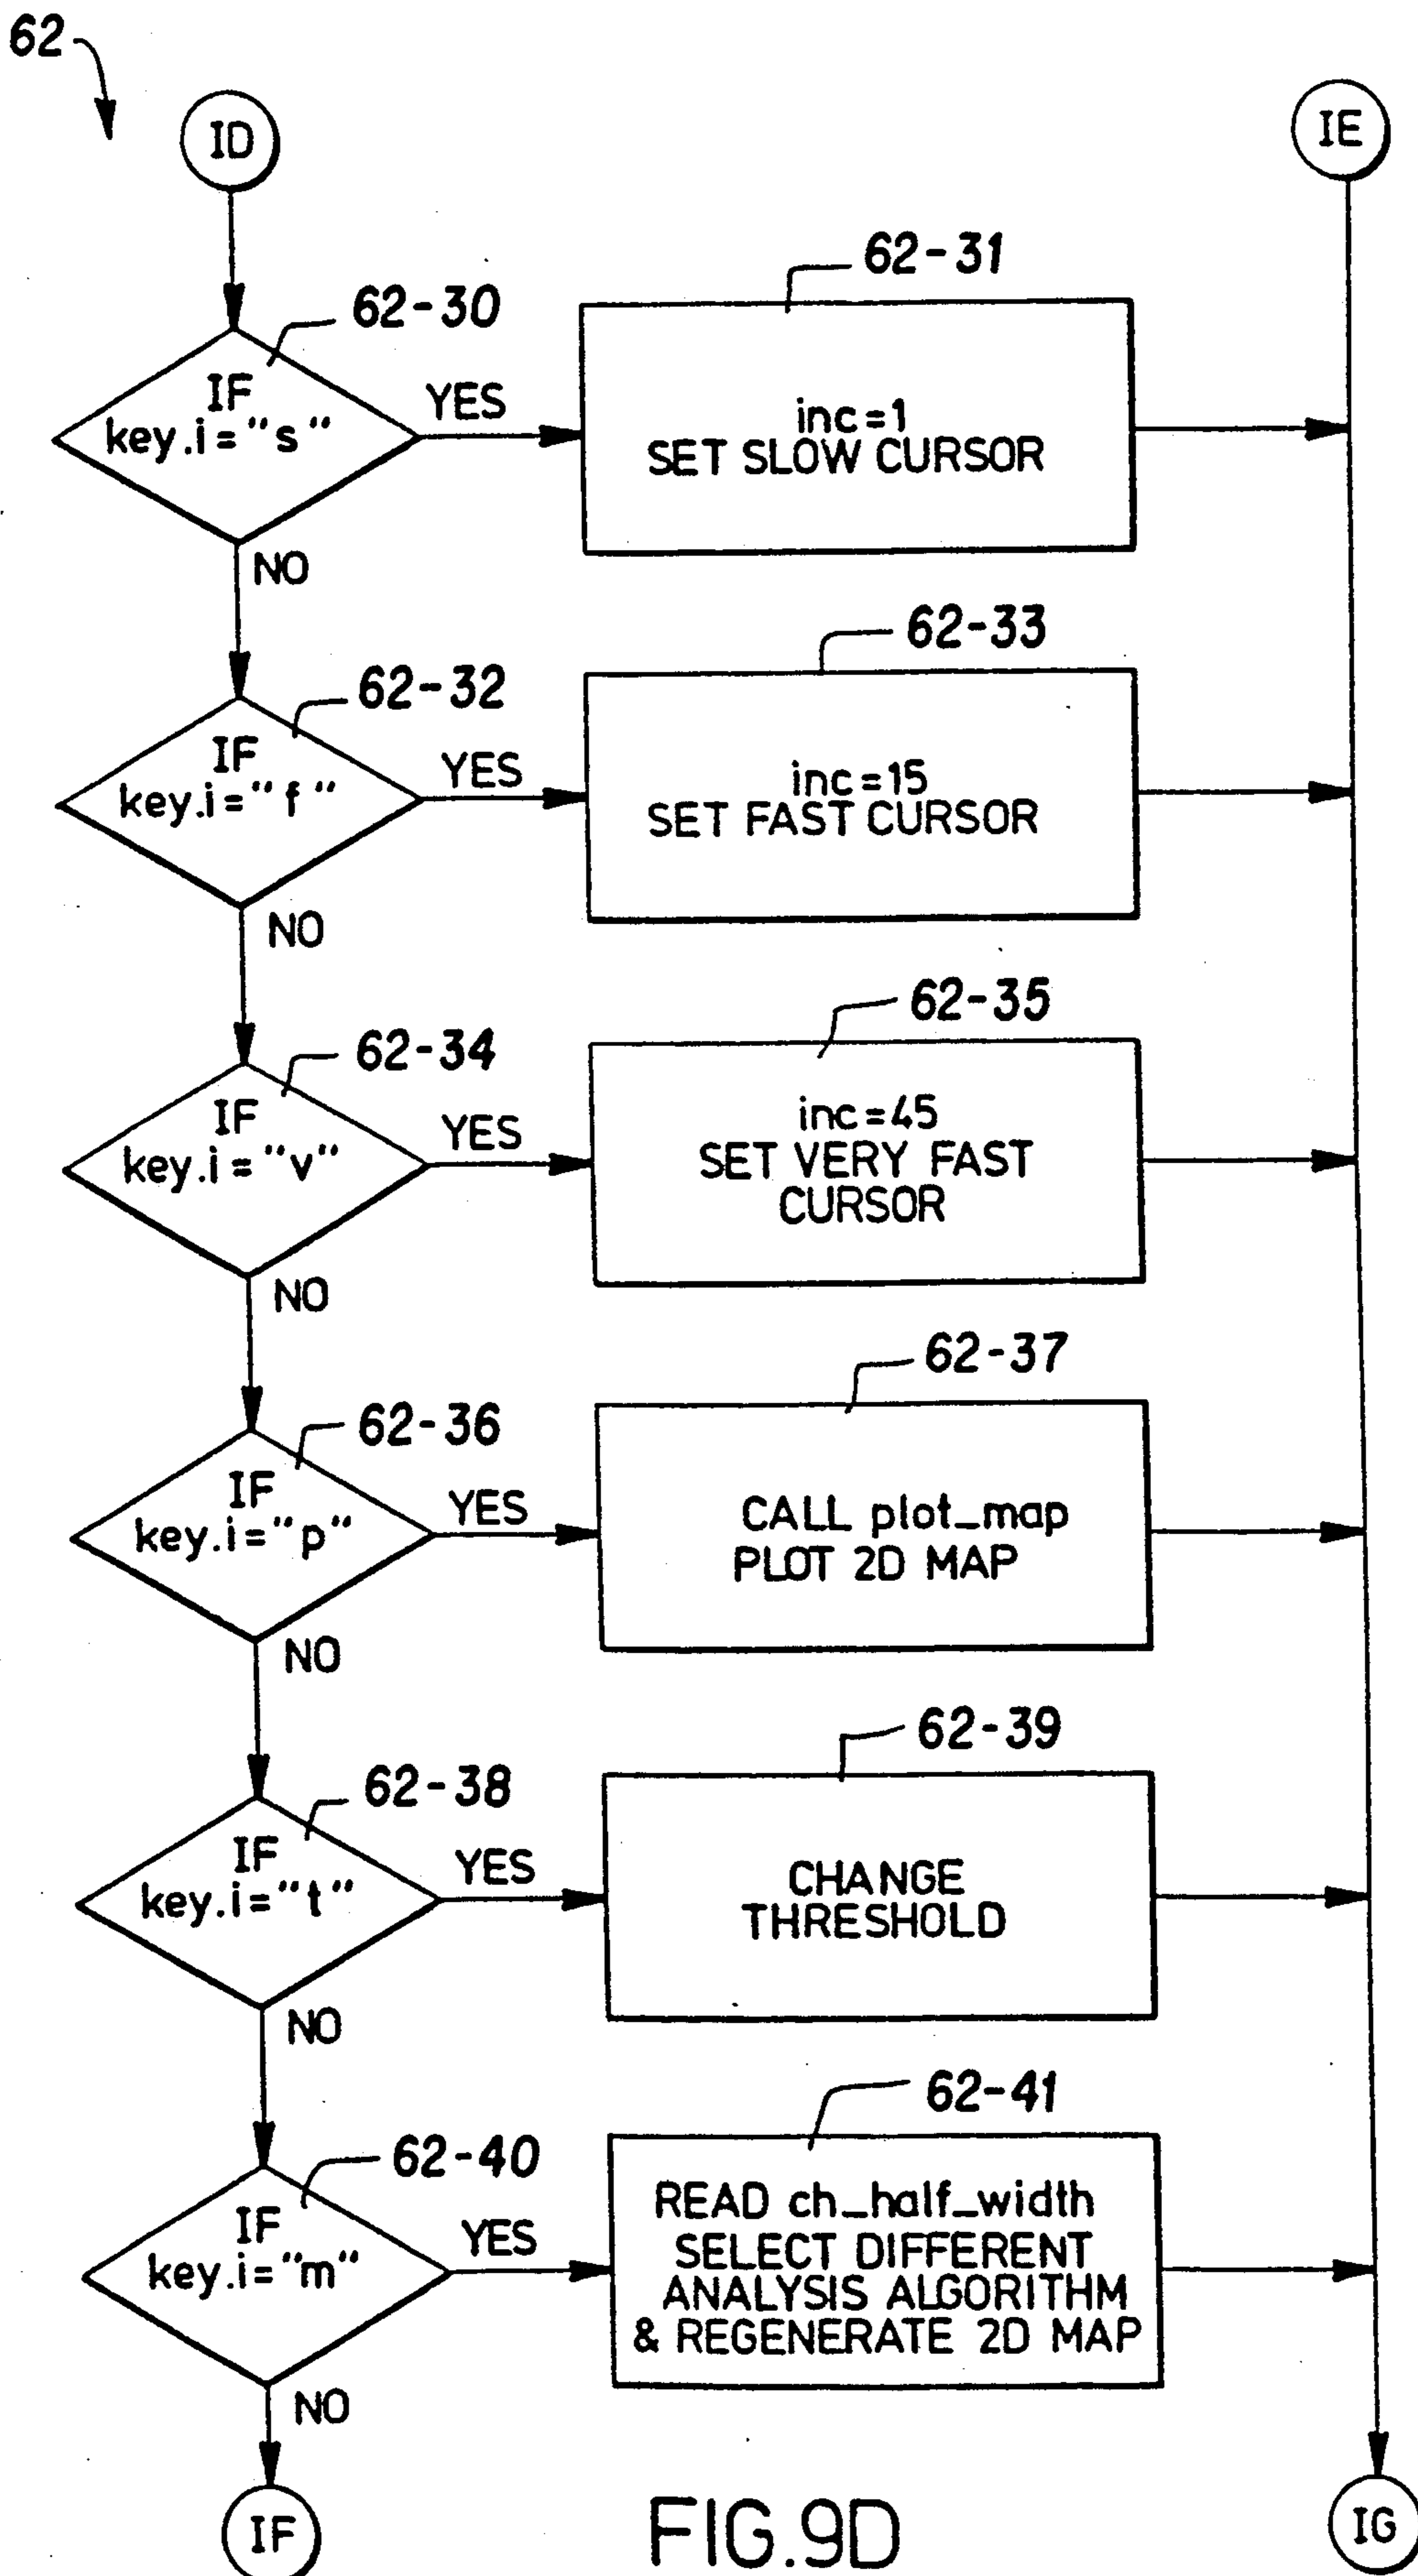 62
ID
IE
62-30
62-31
IF
key.i="s"
YES
inc=1
SET SLOW CURSOR
NO
62-32
62-33
IF
key.i="f"
YES
inc=15
SET FAST CURSOR
NO
62-34
62-35
IF
key.i="v"
YES
inc=45
SET VERY FAST
CURSOR
NO
62-36
62-37
IF
key.i="p"
YES
CALL plot_map
PLOT 2D MAP
NO
62-38
62-39
IF
key.i="t"
YES
CHANGE
THRESHOLD
NO
62-40
62-41
IF
key.i="m"
YES
READ ch_half_width
SELECT DIFFERENT
ANALYSIS ALGORITHM
& REGENERATE 2D MAP
NO
IF
IG
FIG.9D